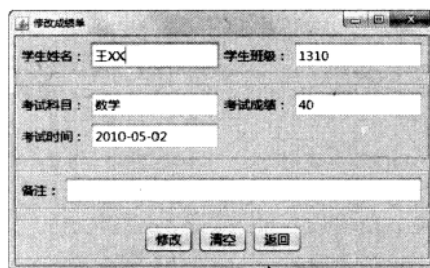 修改成绩单
学生姓名： 王XX 学生班级： 1310
考试科目： 数学 考试成绩： 40
考试时间： 2010-05-02
备注：
修改 清空 返回